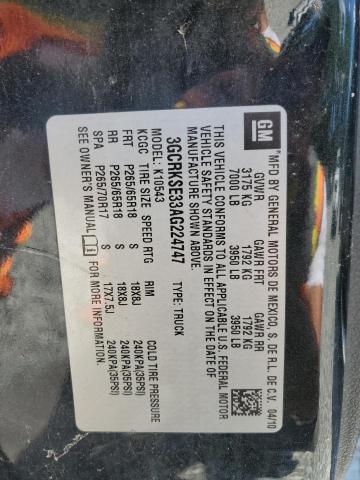 GM
MFD BY GENERAL MOTORS DE MEXICO, S. DE R.L. DE C.V. 04/10
GVWR GAWR FRT GAWR RR
3175 KG 1792 KG 1792 KG
7000 LB 3950 LB 3950 LB
THIS VEHICLE CONFORMS TO ALL APPLICABLE U.S. FEDERAL MOTOR
VEHICLE SAFETY STANDARDS IN EFFECT ON THE DATE OF
MANUFACTURE SHOWN ABOVE.
3GCRKSE33AG224747 TYPE: TRUCK
MODEL: K10543
KCGC TIRE SIZE SPEED RTG RIM COLD TIRE PRESSURE
FRT P265/65R18 S 18X8J 240KPA(35PSI)
RR P265/65R18 S 18X8J 240KPA(35PSI)
SPA P265/70R17 S 17X7.5J 240KPA(35PSI)
SEE OWNER'S MANUAL FOR MORE INFORMATION.